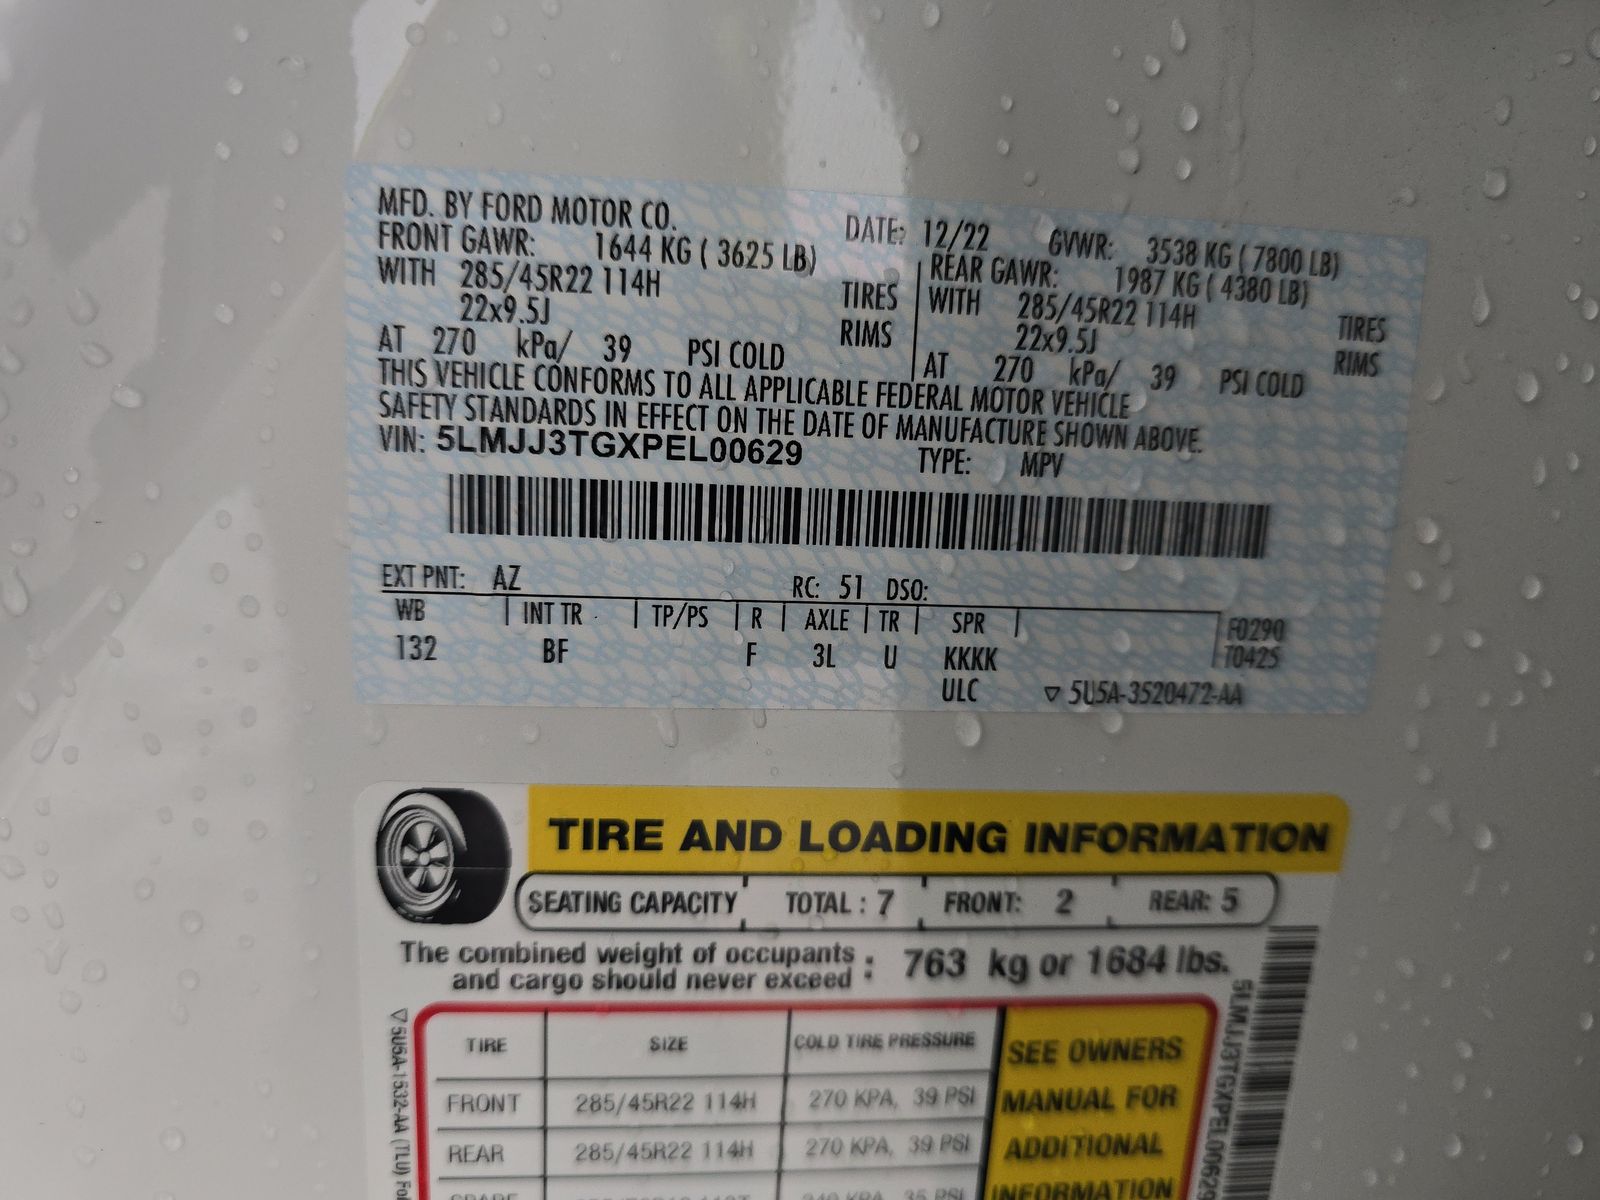 MFD. BY FORD MOTOR CO. DATE: 12/22 GVWR: 3538 KG ( 7800 LB)
FRONT GAWR: 1644 KG ( 3625 LB) REAR GAWR: 1987 KG ( 4380 LB)
WITH 285/45R22 114H TIRES WITH 285/45R22 114H TIRES
22x9.5J RIMS 22x9.5J RIMS
AT 270 kPa/ 39 PSI COLD AT 270 kPa/ 39 PSI COLD
THIS VEHICLE CONFORMS TO ALL APPLICABLE FEDERAL MOTOR VEHICLE
SAFETY STANDARDS IN EFFECT ON THE DATE OF MANUFACTURE SHOWN ABOVE.
VIN: 5LMJJ3TGXPEL00629 TYPE: MPV
EXT PNT: AZ RC: 51 DSO:
WB INT TR TP/PS R AXLE TR SPR F0290
132 BF F 3L U KKKK T0425
ULC ▽ 5U5A-3520472-AA
TIRE AND LOADING INFORMATION
SEATING CAPACITY TOTAL : 7 FRONT: 2 REAR: 5
The combined weight of occupants
and cargo should never exceed : 763 kg or 1684 lbs.
TIRE SIZE COLD TIRE PRESSURE
FRONT 285/45R22 114H 270 KPA, 39 PSI
REAR 285/45R22 114H 270 KPA, 39 PSI
SEE OWNERS
MANUAL FOR
ADDITIONAL
INFORMATION
▽5U5A-1532-AA (TLU)
5LMJJ3TGXPEL00629